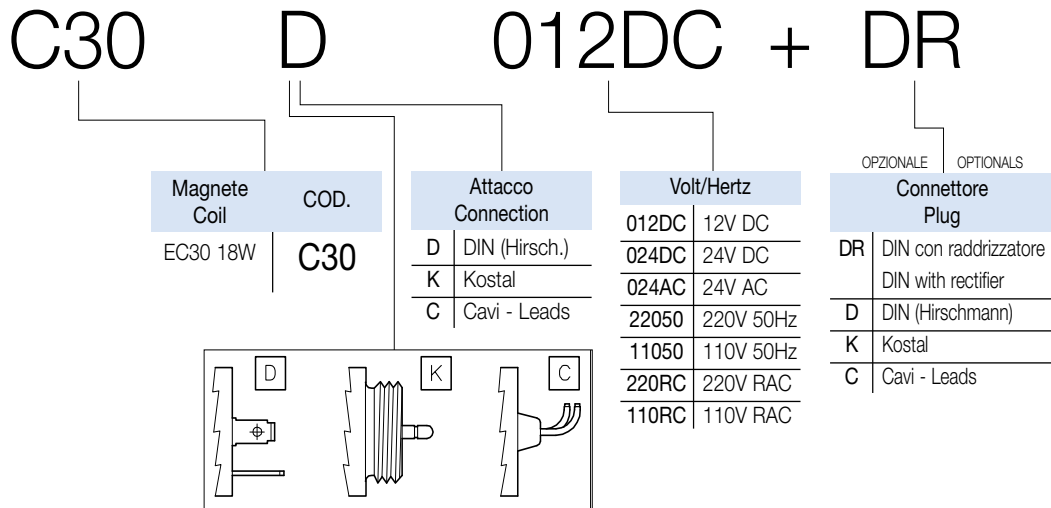 C30 D 012DC + DR
OPZIONALE OPTIONALS
Magnete
Coil
COD.
EC30 18W C30
Attacco
Connection
D DIN (Hirsch.)
K Kostal
C Cavi - Leads
Volt/Hertz
012DC 12V DC
024DC 24V DC
024AC 24V AC
22050 220V 50Hz
11050 110V 50Hz
220RC 220V RAC
110RC 110V RAC
Connettore
Plug
DR DIN con raddrizzatore
DIN with rectifier
D DIN (Hirschmann)
K Kostal
C Cavi - Leads
D K C